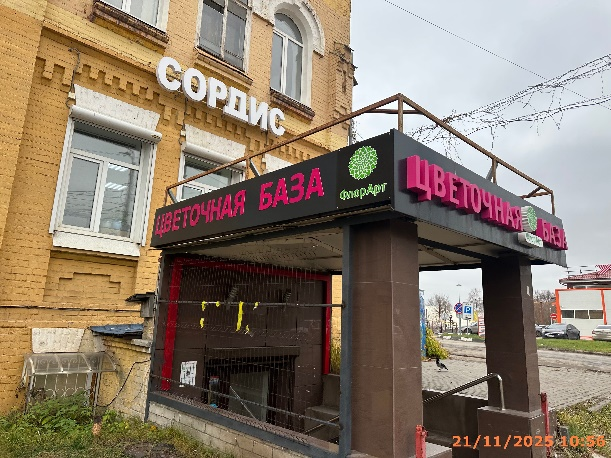 СОРДИС
ЦВЕТОЧНАЯ БАЗА
ФлорАрт
ЦВЕТОЧНАЯ БАЗА
21/11/2025 10:56